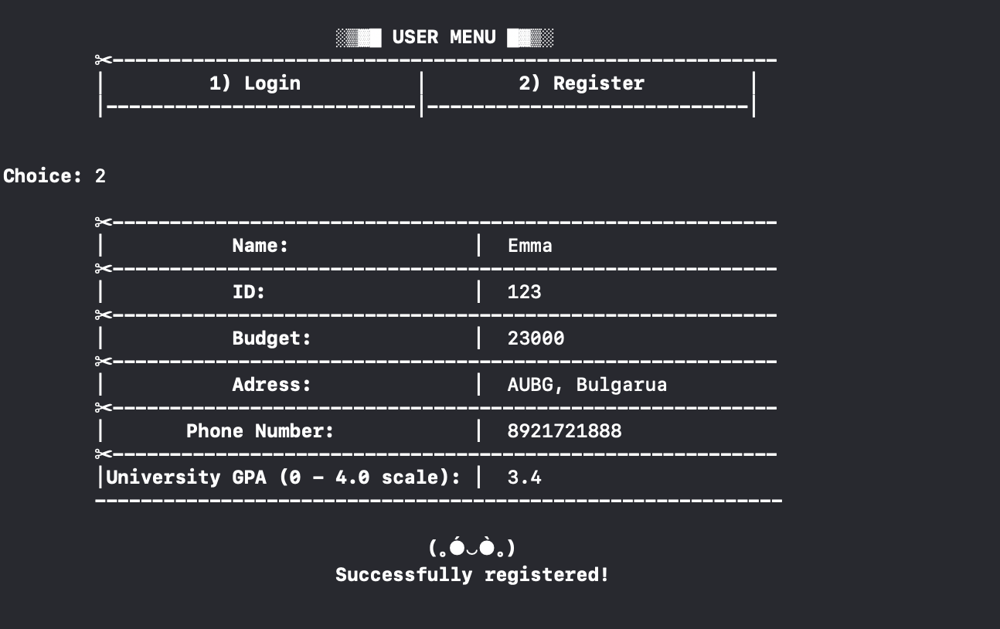 ░▒▓█ USER MENU █▓▒░
✂------------------------------------------------------------
| 1) Login | 2) Register |
|---------------------------|----------------------------|
Choice: 2
✂------------------------------------------------------------
| Name: | Emma
✂------------------------------------------------------------
| ID: | 123
✂------------------------------------------------------------
| Budget: | 23000
✂------------------------------------------------------------
| Adress: | AUBG, Bulgarua
✂------------------------------------------------------------
| Phone Number: | 8921721888
✂------------------------------------------------------------
|University GPA (0 - 4.0 scale): | 3.4
------------------------------------------------------------
(˳Ó◡Ò˳)
Successfully registered!